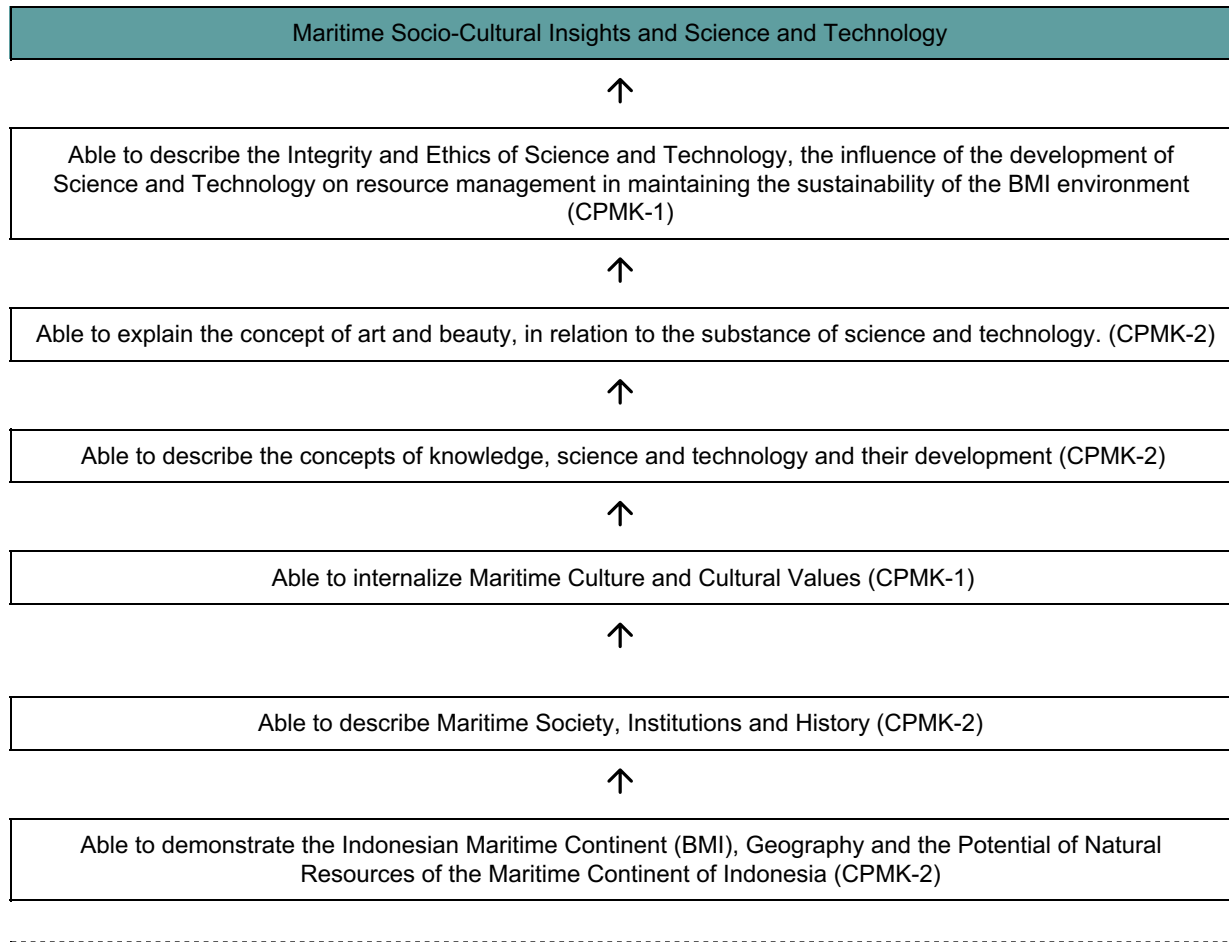 Maritime Socio-Cultural Insights and Science and Technology
Able to describe the Integrity and Ethics of Science and Technology, the influence of the development of
Science and Technology on resource management in maintaining the sustainability of the BMI environment
(CPMK-1)
Able to explain the concept of art and beauty, in relation to the substance of science and technology. (CPMK-2)
Able to describe the concepts of knowledge, science and technology and their development (CPMK-2)
Able to internalize Maritime Culture and Cultural Values (CPMK-1)
Able to describe Maritime Society, Institutions and History (CPMK-2)
Able to demonstrate the Indonesian Maritime Continent (BMI), Geography and the Potential of Natural
Resources of the Maritime Continent of Indonesia (CPMK-2)